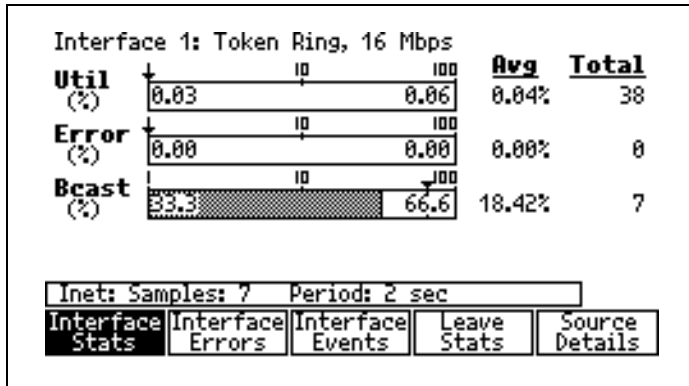 Interface 1: Token Ring, 16 Mbps
Avg Total
Util (%) 10 100
0.03 0.06 0.04% 38
Error (%) 10 100
0.00 0.00 0.00% 0
Bcast (%) 1 10 100
33.3 66.6 18.42% 7
Inet: Samples: 7 Period: 2 sec
Interface Stats Interface Errors Interface Events Leave Stats Source Details